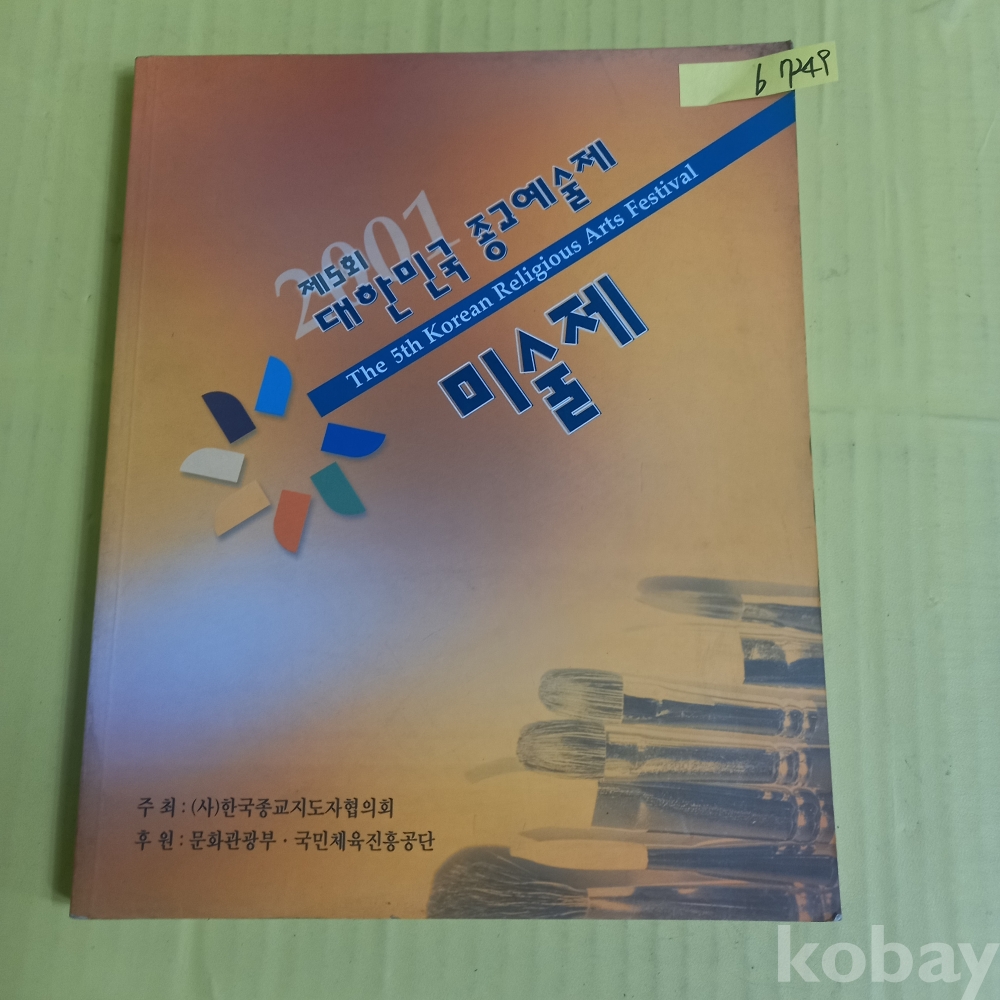 b 7249
2001
제5회
대한민국 종교예술제
The 5th Korean Religious Arts Festival
미술제
주 최 : (사)한국종교지도자협의회
후 원 : 문화관광부 · 국민체육진흥공단
kobay